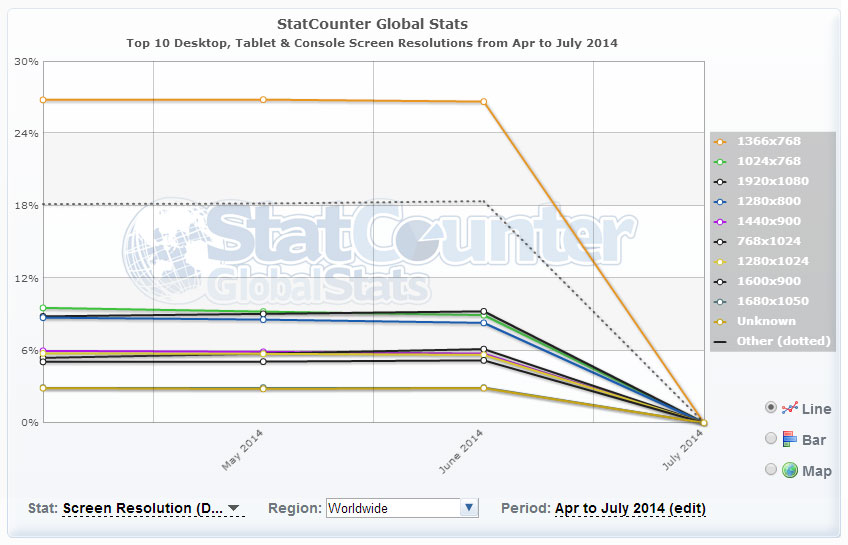 StatCounter Global Stats
Top 10 Desktop, Tablet & Console Screen Resolutions from Apr to July 2014
30%
24%
18%
12%
6%
0%
StatCounter
GlobalStats
May 2014
June 2014
July 2014
1366x768
1024x768
1920x1080
1280x800
1440x900
768x1024
1280x1024
1600x900
1680x1050
Unknown
Other (dotted)
Line
Bar
Map
Stat: Screen Resolution (D... Region: Worldwide Period: Apr to July 2014 (edit)